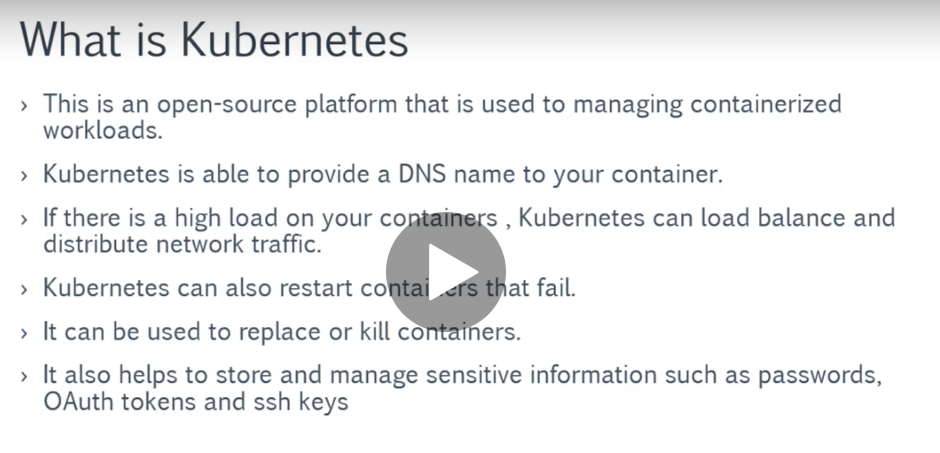 What is Kubernetes
› This is an open-source platform that is used to managing containerized
workloads.
› Kubernetes is able to provide a DNS name to your container.
› If there is a high load on your containers , Kubernetes can load balance and
distribute network traffic.
› Kubernetes can also restart containers that fail.
› It can be used to replace or kill containers.
› It also helps to store and manage sensitive information such as passwords,
OAuth tokens and ssh keys